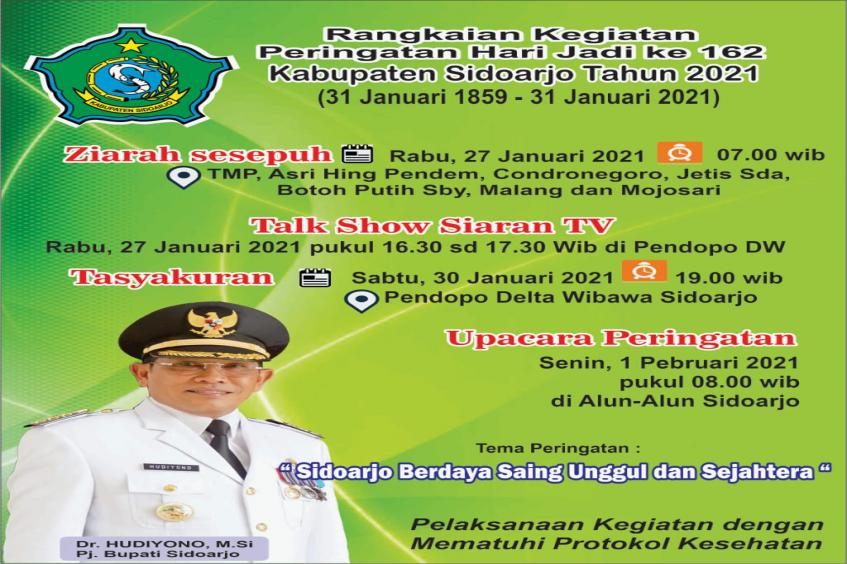 KABUPATEN SIDOARJO
Rangkaian Kegiatan
Peringatan Hari Jadi ke 162
Kabupaten Sidoarjo Tahun 2021
(31 Januari 1859 - 31 Januari 2021)
Ziarah sesepuh Rabu, 27 Januari 2021 07.00 wib
TMP, Asri Hing Pendem, Condronegoro, Jetis Sda,
Botoh Putih Sby, Malang dan Mojosari
Talk Show Siaran TV
Rabu, 27 Januari 2021 pukul 16.30 sd 17.30 Wib di Pendopo DW
Tasyakuran Sabtu, 30 Januari 2021 19.00 wib
Pendopo Delta Wibawa Sidoarjo
Upacara Peringatan
Senin, 1 Pebruari 2021
pukul 08.00 wib
di Alun-Alun Sidoarjo
Tema Peringatan :
“ Sidoarjo Berdaya Saing Unggul dan Sejahtera “
HUDIYONO
Pelaksanaan Kegiatan dengan
Mematuhi Protokol Kesehatan
Dr. HUDIYONO, M.Si
Pj. Bupati Sidoarjo